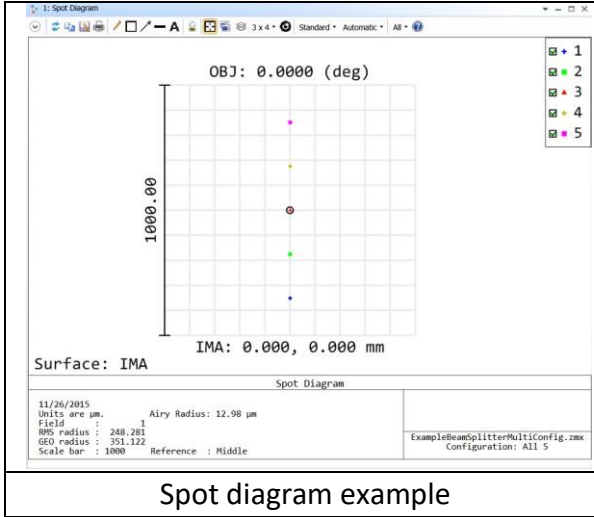 1: Spot Diagram
3 x 4 Standard Automatic All
OBJ: 0.0000 (deg)
1
2
3
4
5
1000.00
IMA: 0.000, 0.000 mm
Surface: IMA
Spot Diagram
11/26/2015
Units are µm. Airy Radius: 12.98 µm
Field : 1
RMS radius : 248.281
GEO radius : 351.122
Scale bar : 1000 Reference : Middle
ExampleBeamSplitterMultiConfig.zmx
Configuration: All 5
Spot diagram example